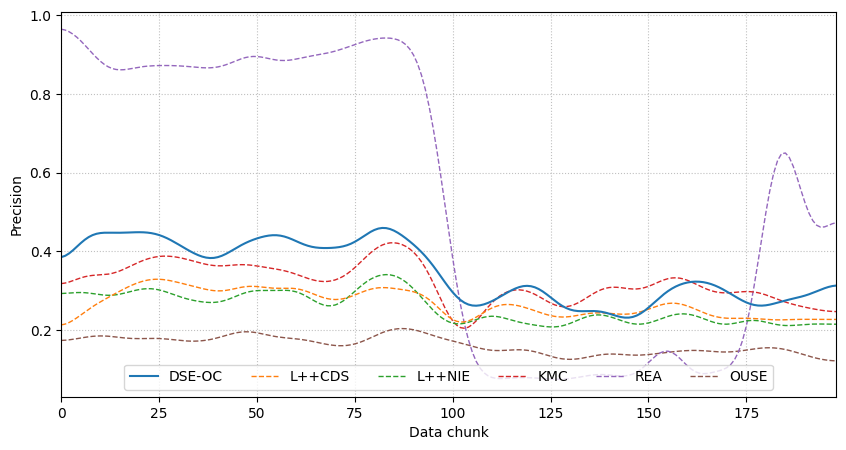 Precision
1.0
0.8
0.6
0.4
0.2
DSE-OC L++CDS L++NIE KMC REA OUSE
0 25 50 75 100 125 150 175
Data chunk